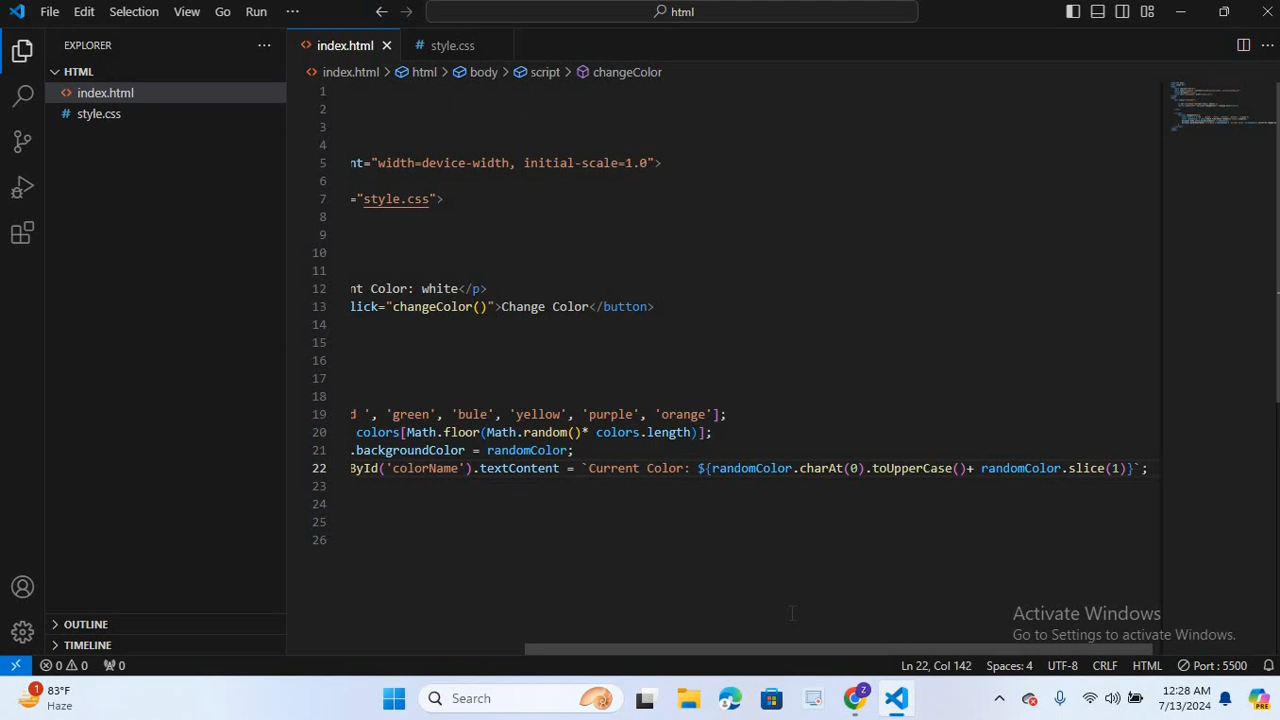 File Edit Selection View Go Run ··· html
EXPLORER ···
index.html
style.css
HTML
index.html
style.css
index.html > html > body > script > changeColor
1
2
3
4
5 nt="width=device-width, initial-scale=1.0">
6
7 ="style.css">
8
9
10
11
12 nt Color: white</p>
13 lick="changeColor()">Change Color</button>
14
15
16
17
18
19 d ', 'green', 'bule', 'yellow', 'purple', 'orange'];
20 colors[Math.floor(Math.random()* colors.length)];
21 .backgroundColor = randomColor;
22 ById('colorName').textContent = `Current Color: ${randomColor.charAt(0).toUpperCase()+ randomColor.slice(1)}`;
23
24
25
26
Activate Windows
Go to Settings to activate Windows.
OUTLINE
TIMELINE
0 0 0 Ln 22, Col 142 Spaces: 4 UTF-8 CRLF HTML Port : 5500
1 83°F
Haze
Search
Z
12:28 AM
7/13/2024
PRE